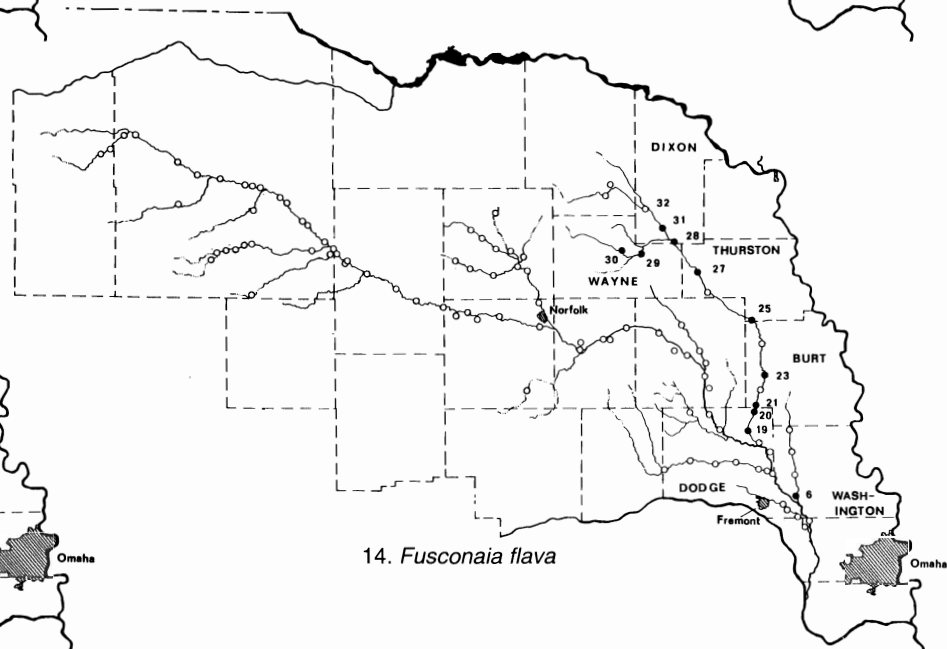 DIXON
32
31
28
THURSTON
30
29
27
WAYNE
25
Norfolk
BURT
23
21
20
19
DODGE
6
WASH-
INGTON
Fremont
Omaha
14. Fusconaia flava
Omaha